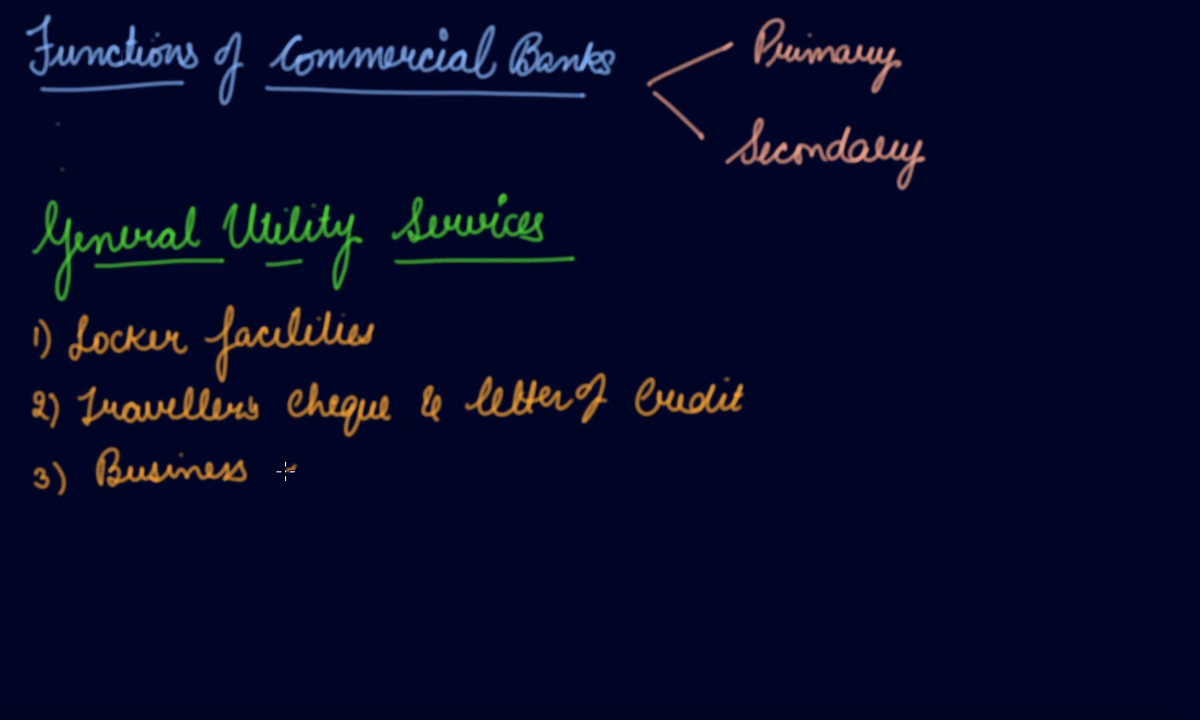 Functions of Commercial Banks
Primary
Secondary
General Utility Services
1) Locker facilities
2) Travellers Cheque & letter of Credit
3) Business